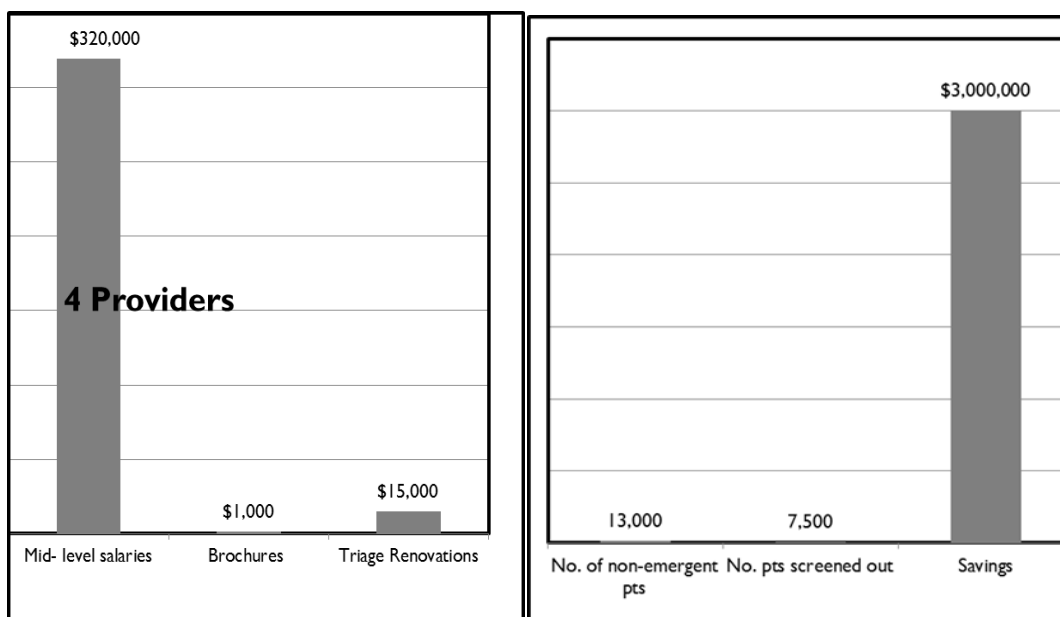 $320,000
4 Providers
$1,000
$15,000
Mid- level salaries
Brochures
Triage Renovations
$3,000,000
13,000
7,500
No. of non-emergent
pts
No. pts screened out
Savings